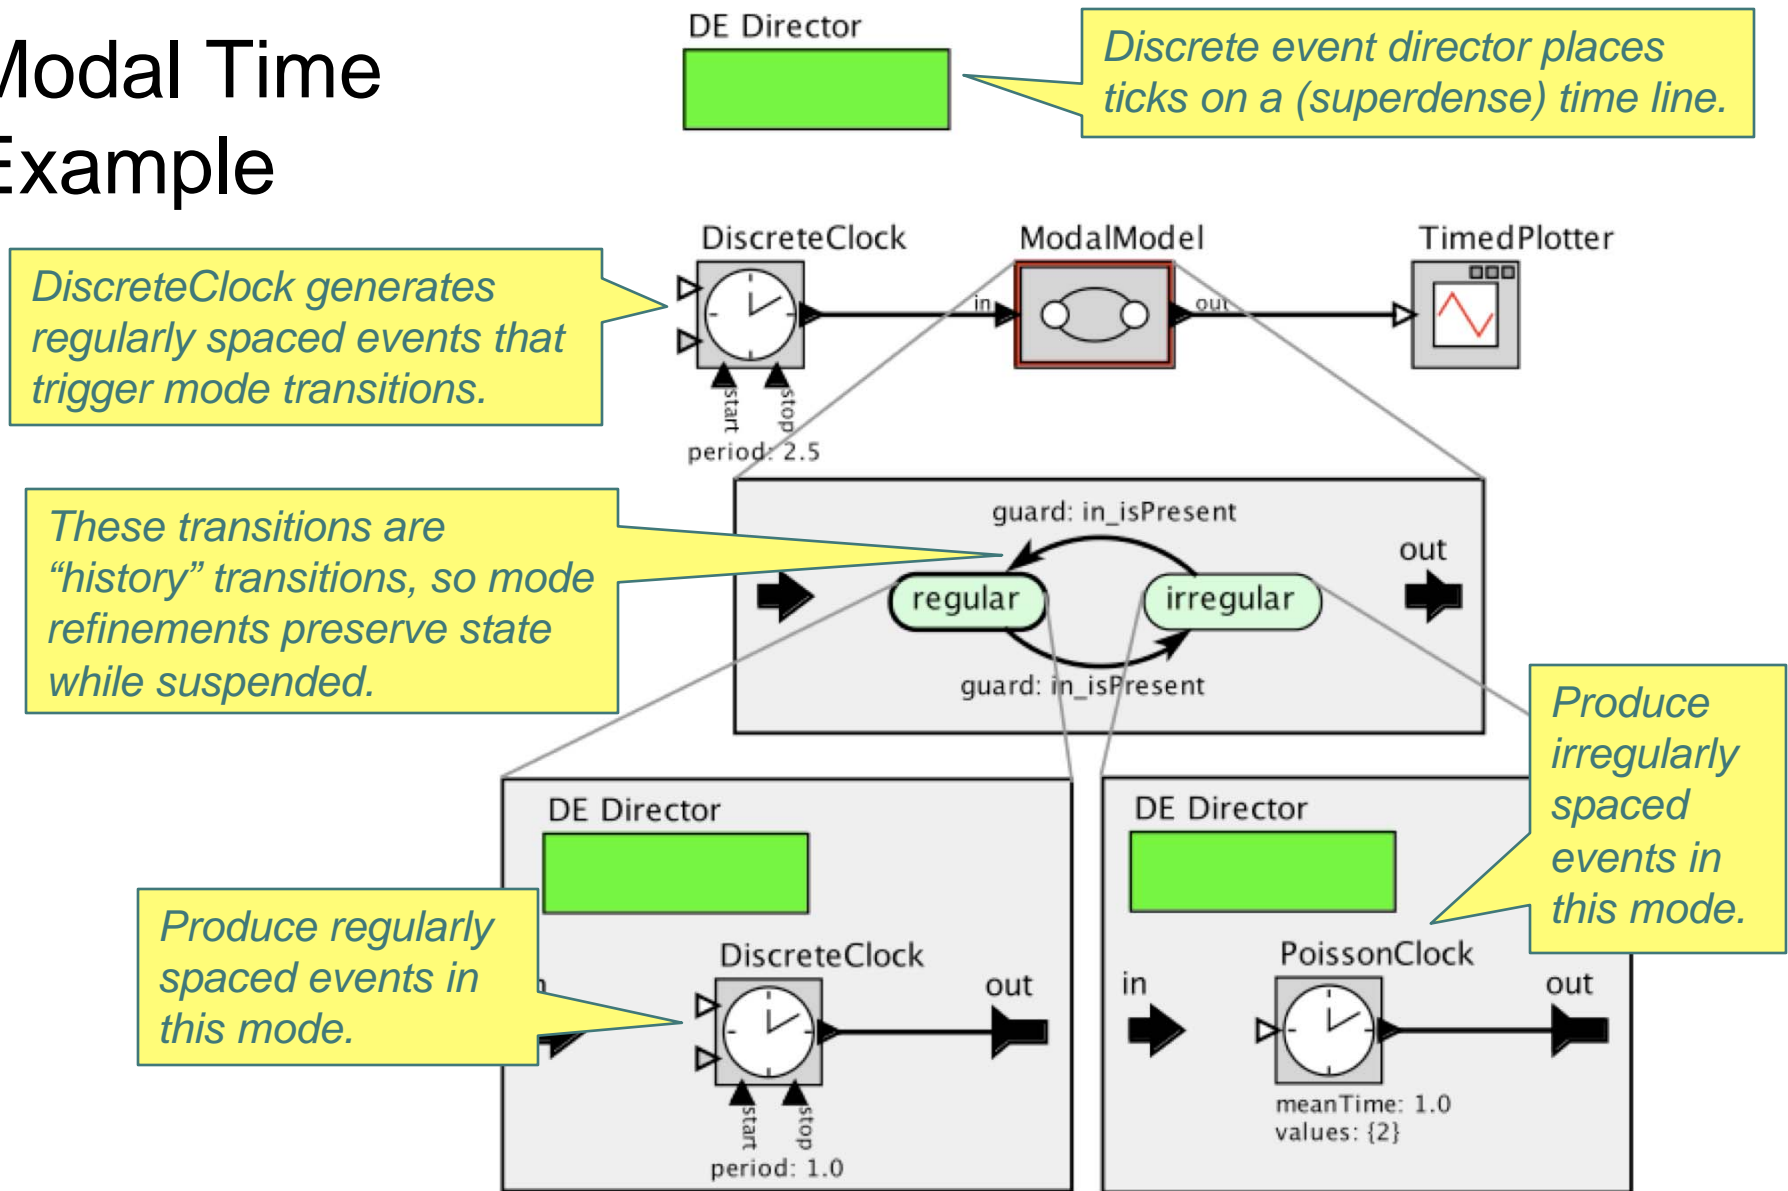 Modal Time
Example
DE Director
Discrete event director places
ticks on a (superdense) time line.
DiscreteClock generates
regularly spaced events that
trigger mode transitions.
DiscreteClock
start
stop
period: 2.5
ModalModel
in
out
TimedPlotter
These transitions are
“history” transitions, so mode
refinements preserve state
while suspended.
guard: in_isPresent
out
regular
irregular
guard: in_isPresent
Produce
irregularly
spaced
events in
this mode.
DE Director
Produce regularly
spaced events in
this mode.
DiscreteClock
out
start
stop
period: 1.0
DE Director
PoissonClock
in
out
meanTime: 1.0
values: {2}